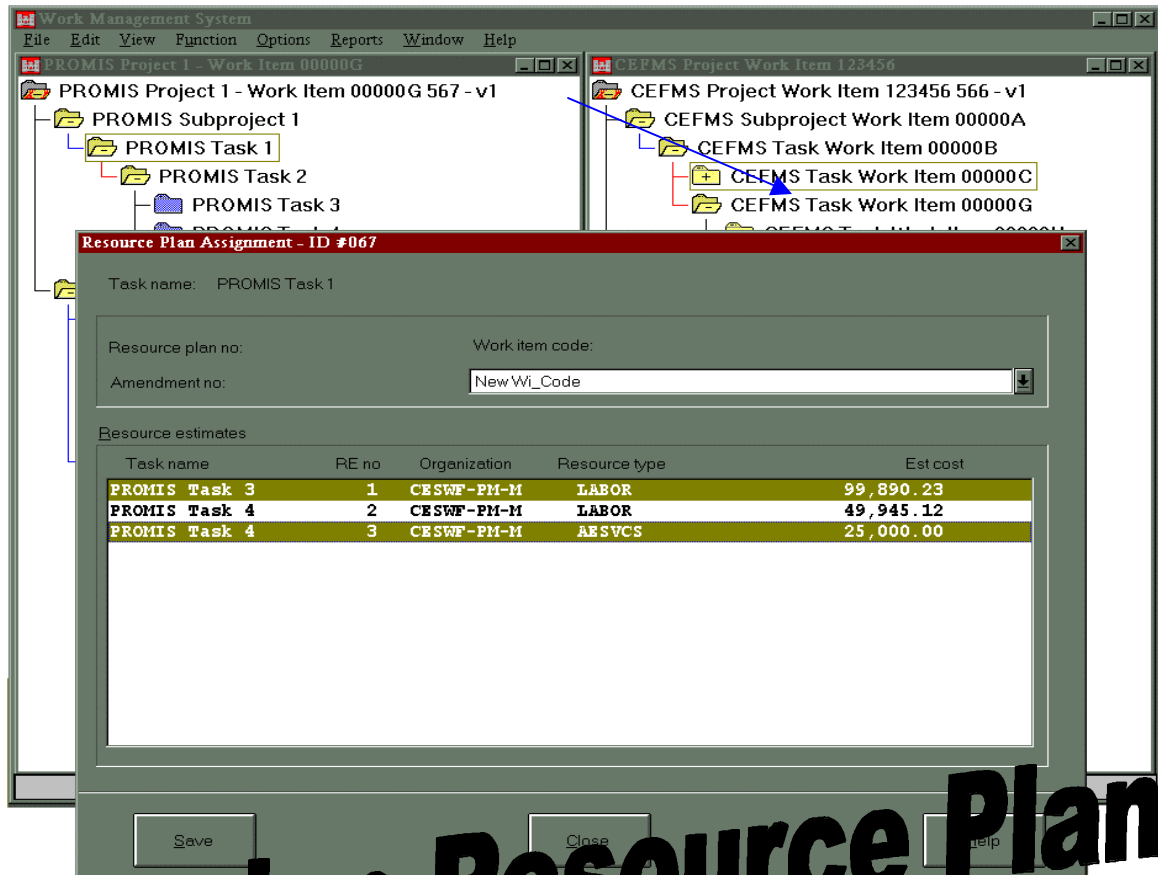 Work Management System
File Edit View Function Options Reports Window Help
PROMIS Project 1 - Work Item 00000G
PROMIS Project 1 - Work Item 00000G 567 - v1
PROMIS Subproject 1
PROMIS Task 1
PROMIS Task 2
PROMIS Task 3
CEFMS Project Work Item 123456
CEFMS Project Work Item 123456 566 - v1
CEFMS Subproject Work Item 00000A
CEFMS Task Work Item 00000B
CEFMS Task Work Item 00000C
CEFMS Task Work Item 00000G
Resource Plan Assignment - ID #067
Task name: PROMIS Task 1
Resource plan no: Work item code:
Amendment no: New Wi_Code
Resource estimates
Task name RE no Organization Resource type Est cost
PROMIS Task 3 1 CESWF-PM-M LABOR 99,890.23
PROMIS Task 4 2 CESWF-PM-M LABOR 49,945.12
PROMIS Task 4 3 CESWF-PM-M AESVCS 25,000.00
Save Close Help
Resource Plan